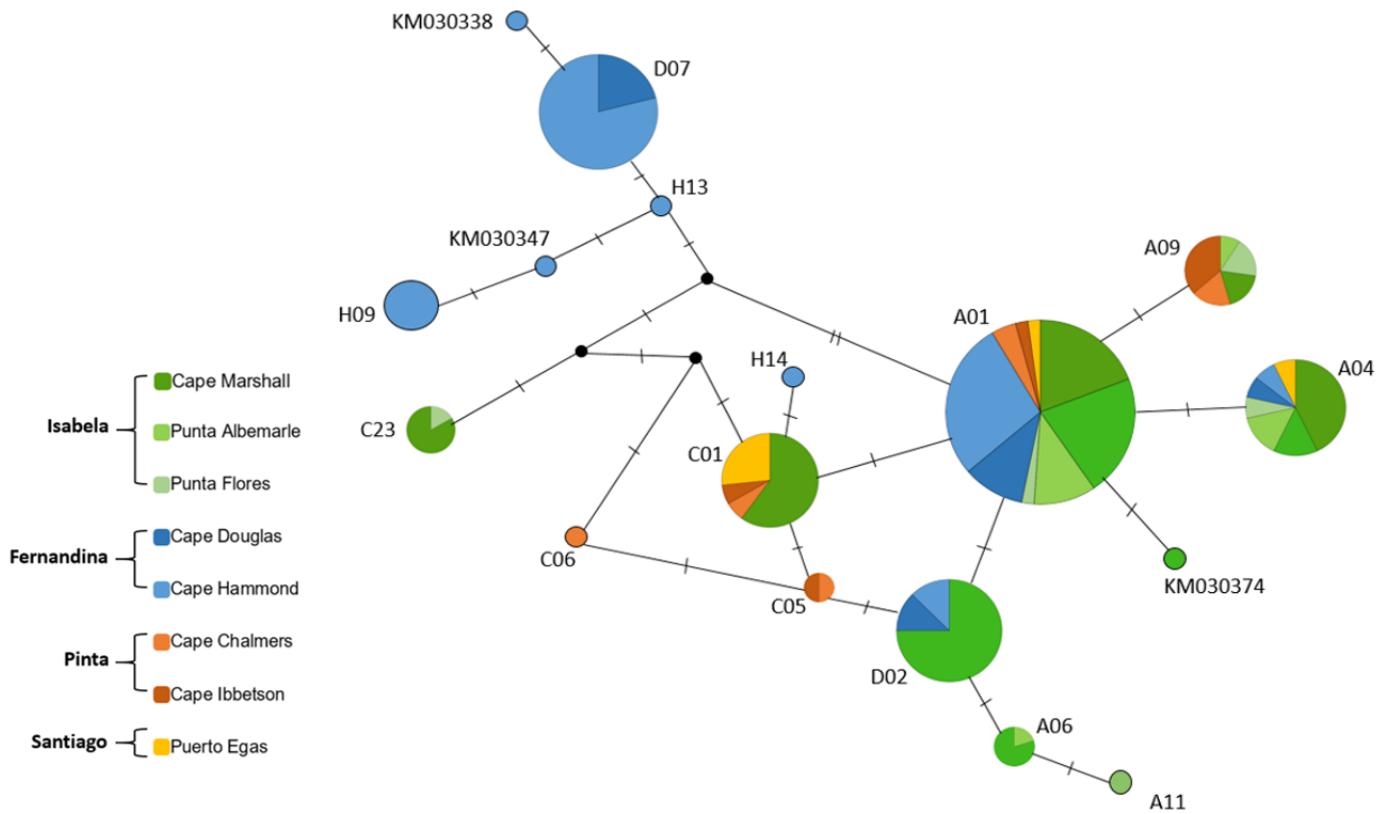 KM030338
D07
H13
KM030347
A09
H09
A01
H14
A04
Isabela
Cape Marshall
Punta Albemarle
Punta Flores
C23
C01
Fernandina
Cape Douglas
Cape Hammond
C06
KM030374
C05
Pinta
Cape Chalmers
Cape Ibbetson
D02
Santiago
Puerto Egas
A06
A11